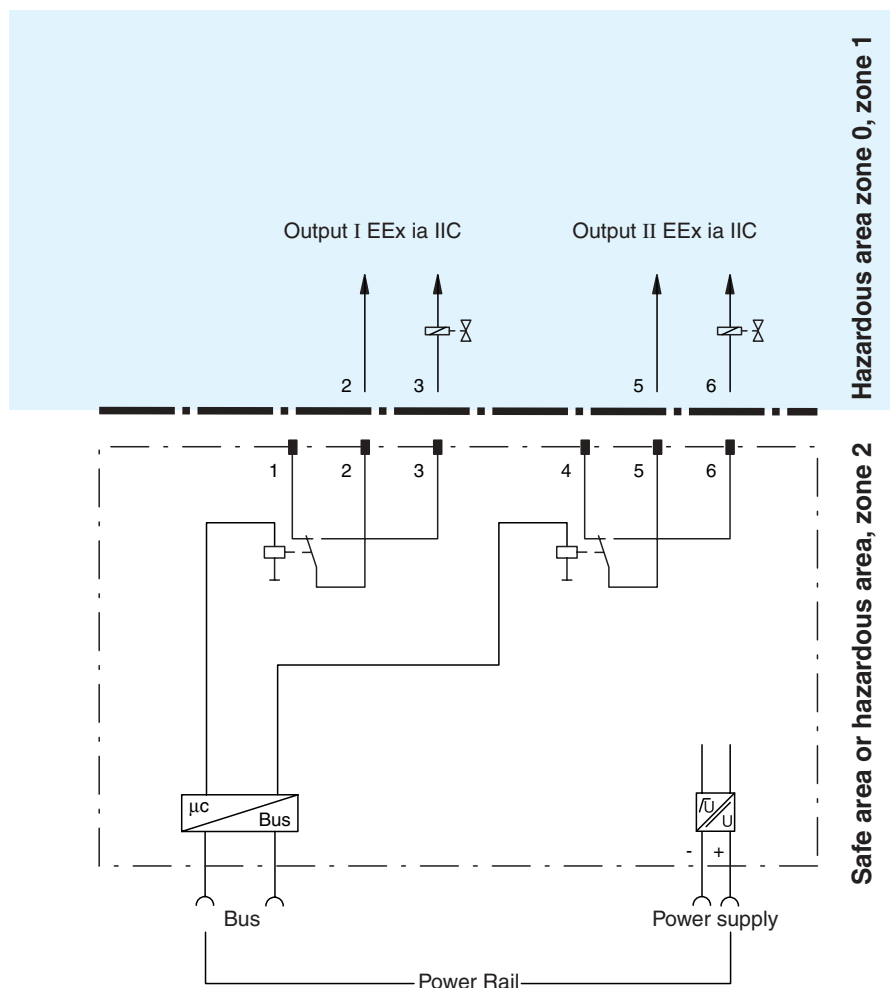 Hazardous area zone 0, zone 1
Output I EEx ia IIC
Output II EEx ia IIC
2
3
5
6
1
2
3
4
5
6
Safe area or hazardous area, zone 2
µc
Bus
U
U
-
+
Bus
Power supply
Power Rail